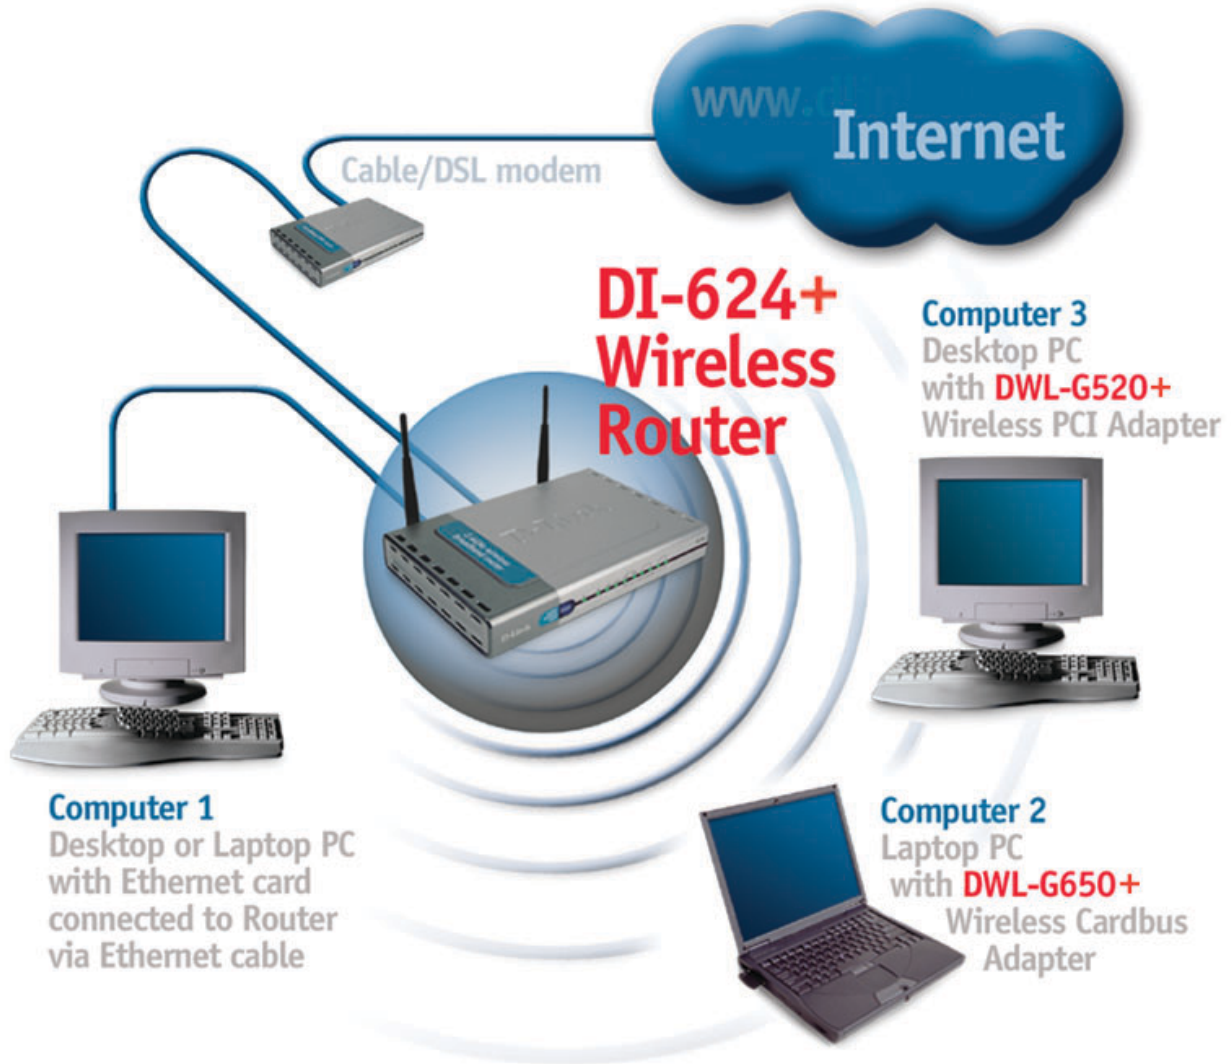 www.
Internet
Cable/DSL modem
DI-624+
Wireless
Router
Computer 3
Desktop PC
with DWL-G520+
Wireless PCI Adapter
D-Link
Computer 1
Desktop or Laptop PC
with Ethernet card
connected to Router
via Ethernet cable
Computer 2
Laptop PC
with DWL-G650+
Wireless Cardbus
Adapter